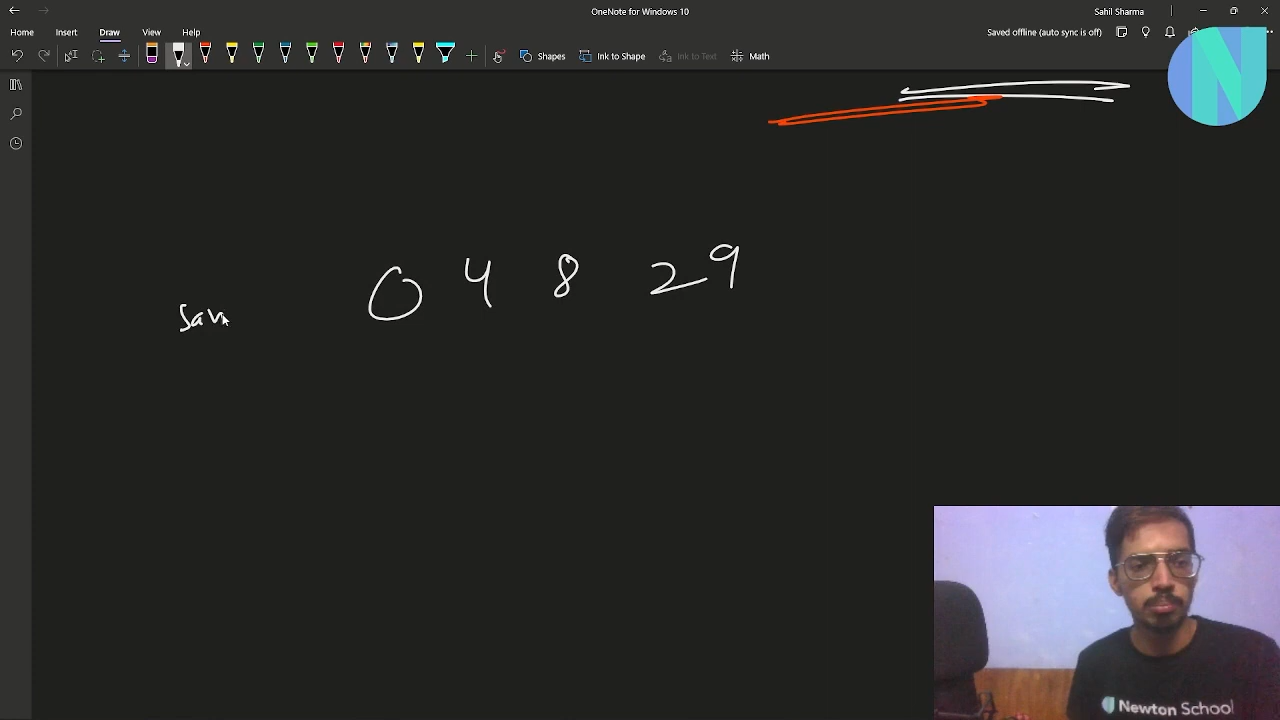 OneNote for Windows 10
Sahil Sharma
Home Insert Draw View Help
Saved offline (auto sync is off)
Shapes Ink to Shape Ink to Text Math
0 4 8 29
Sav
Newton School